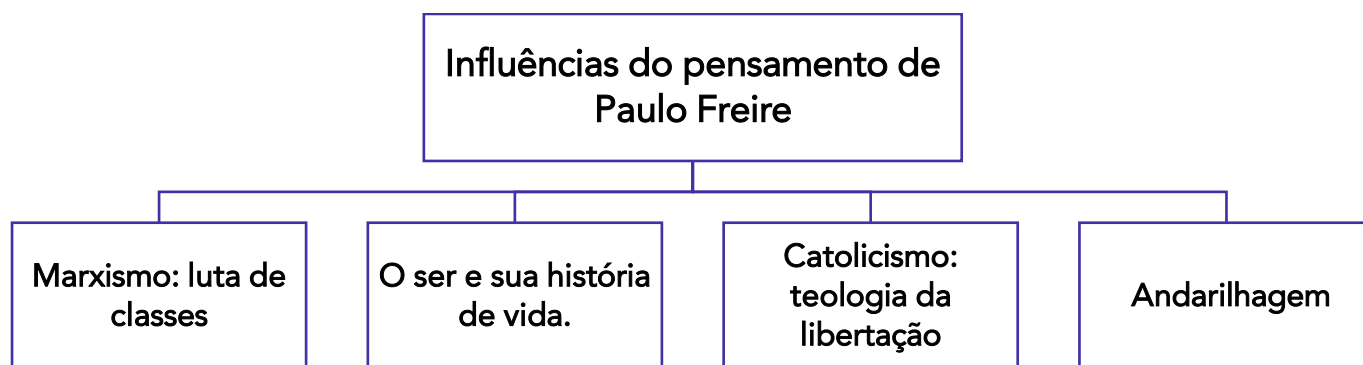 Influências do pensamento de
Paulo Freire
Marxismo: luta de
classes
O ser e sua história
de vida.
Catolicismo:
teologia da
libertação
Andarilhagem